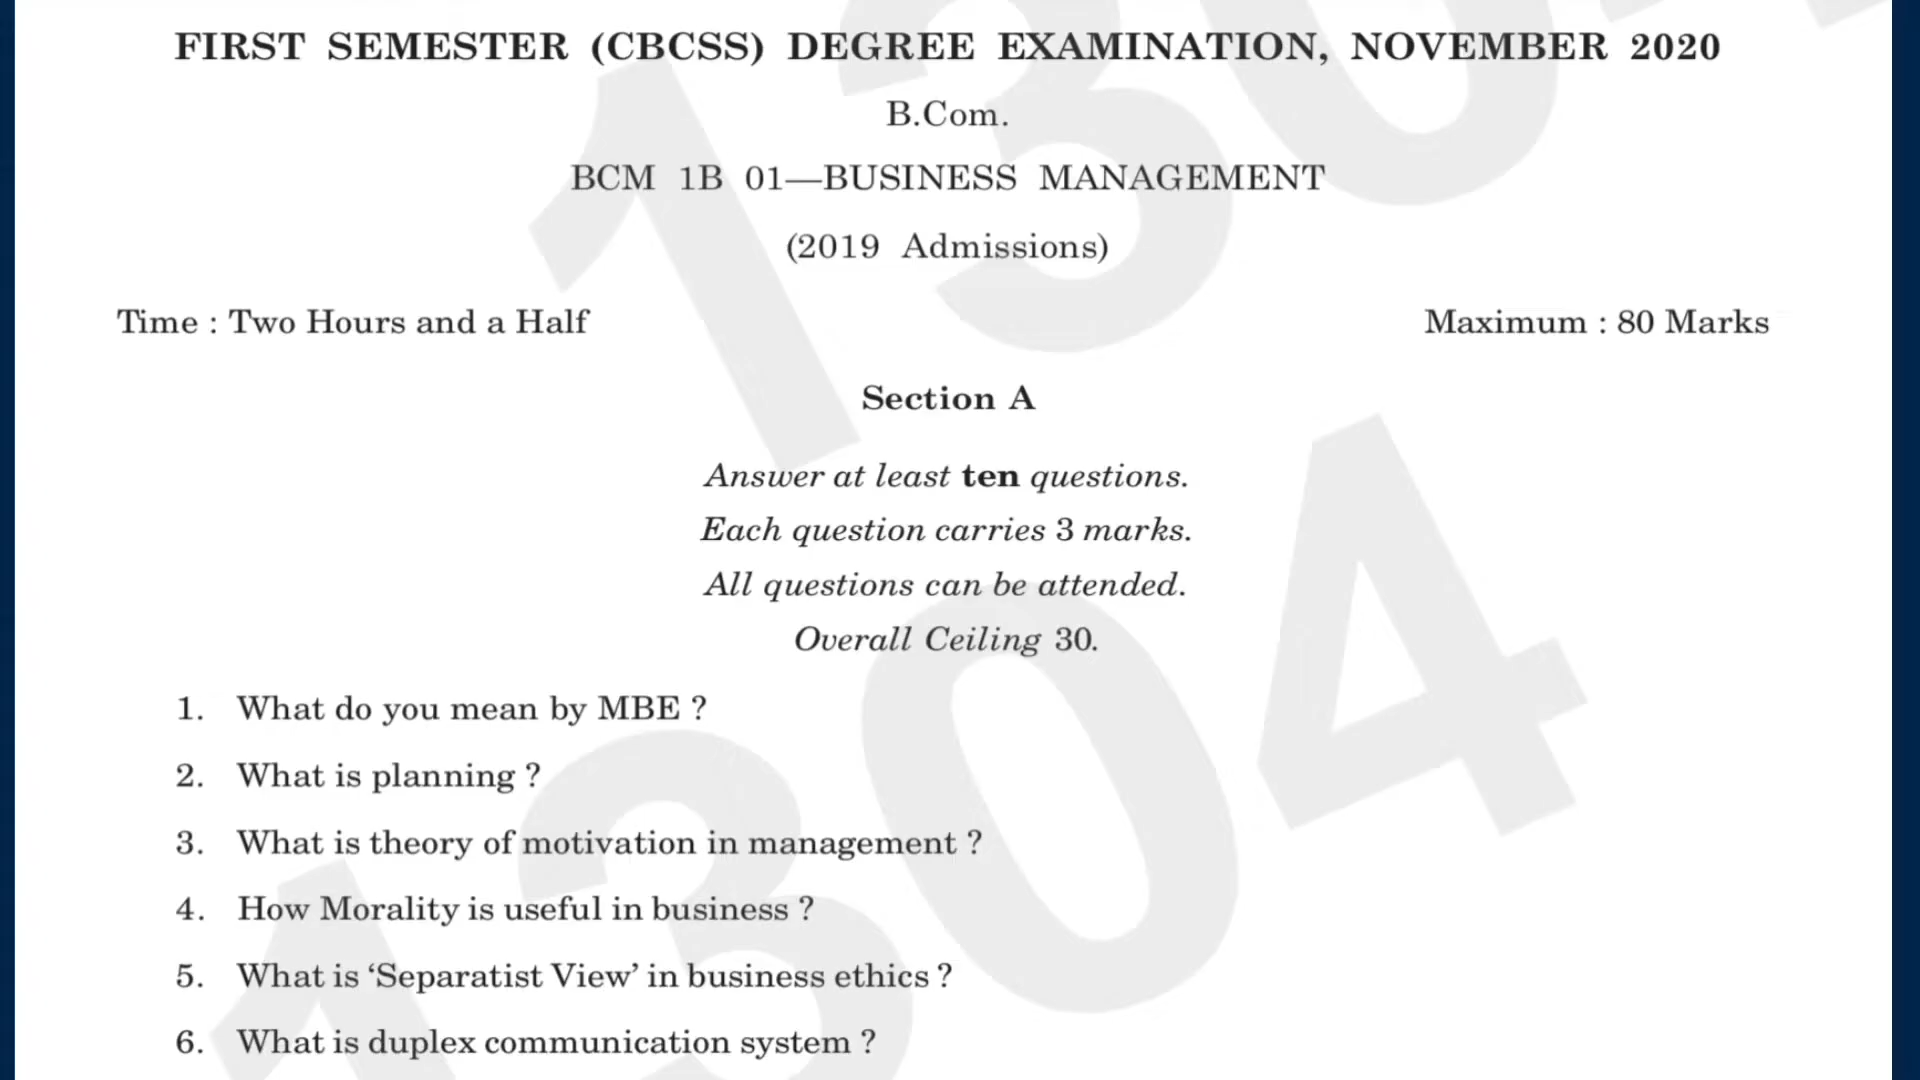 FIRST SEMESTER (CBCSS) DEGREE EXAMINATION, NOVEMBER 2020
B.Com.
BCM 1B 01—BUSINESS MANAGEMENT
(2019 Admissions)
Time : Two Hours and a Half Maximum : 80 Marks
Section A
Answer at least ten questions.
Each question carries 3 marks.
All questions can be attended.
Overall Ceiling 30.
1. What do you mean by MBE ?
2. What is planning ?
3. What is theory of motivation in management ?
4. How Morality is useful in business ?
5. What is ‘Separatist View’ in business ethics ?
6. What is duplex communication system ?